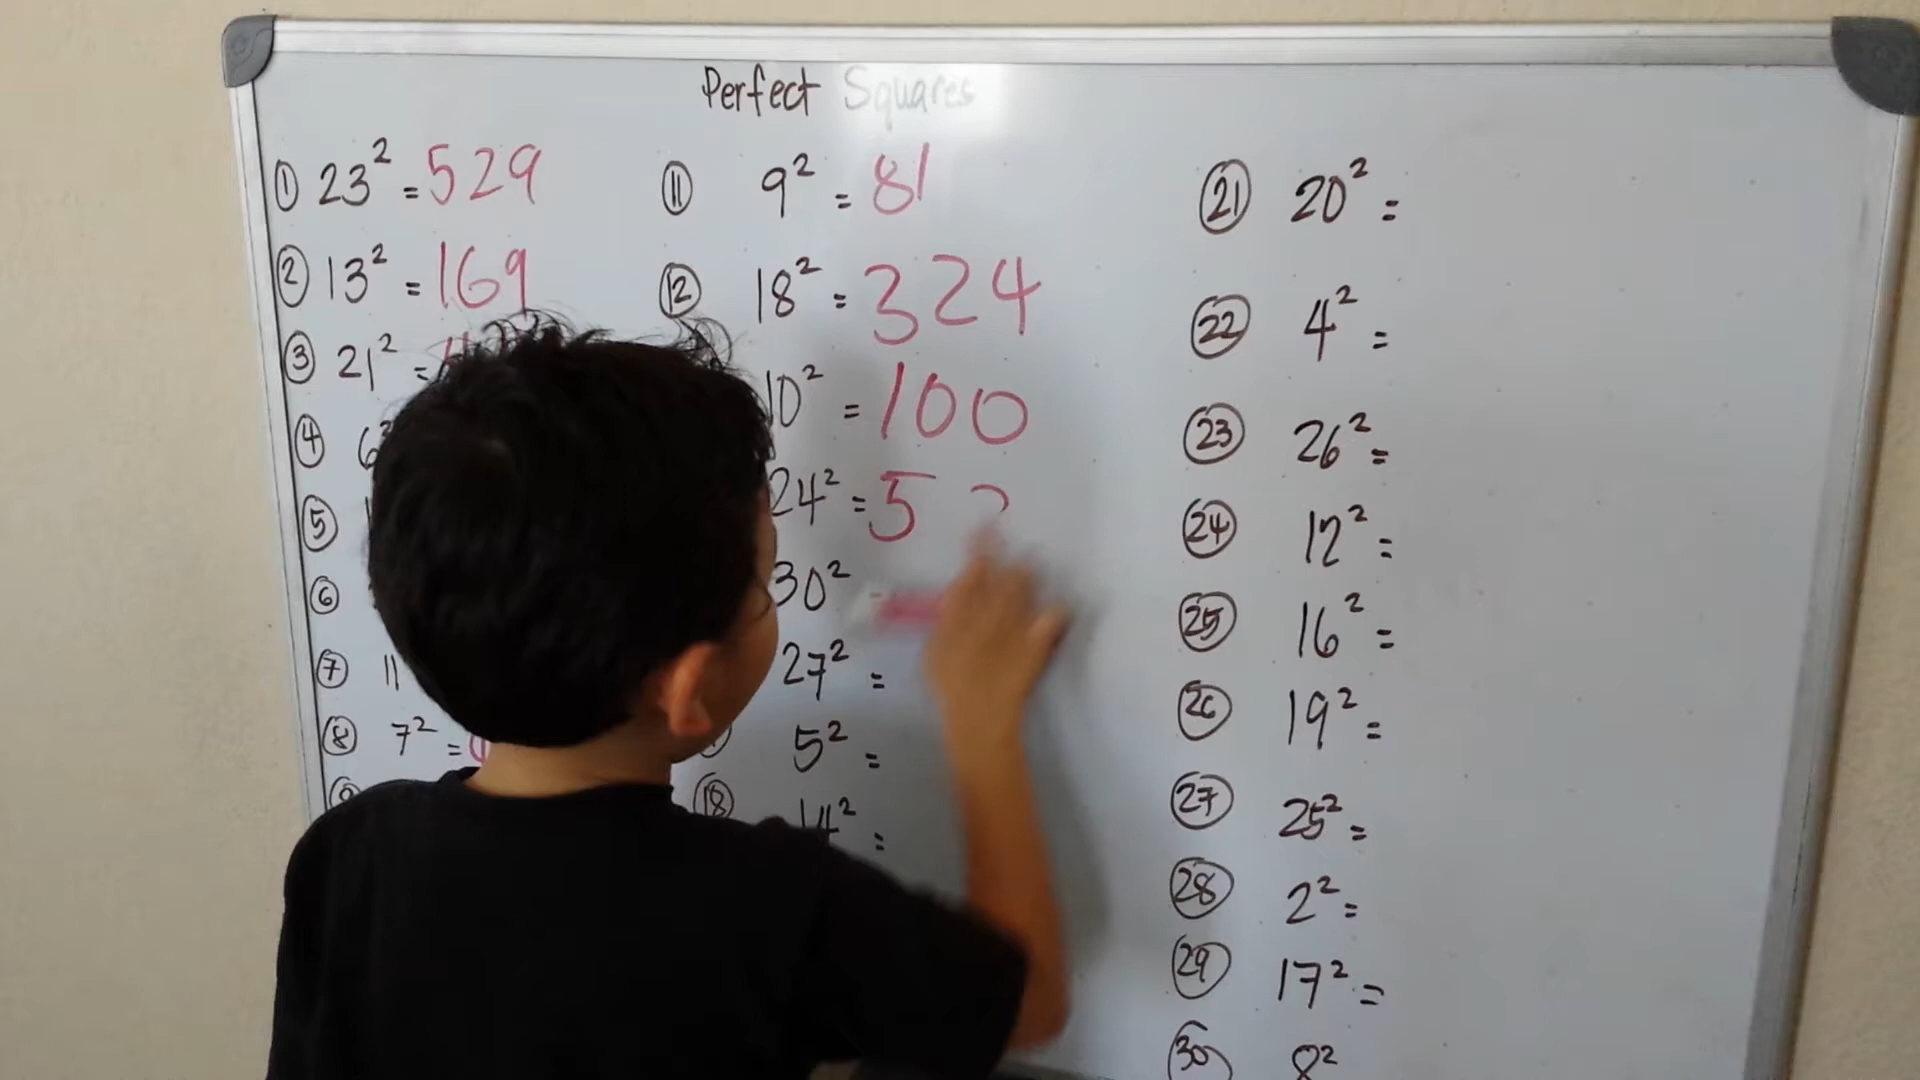 Perfect Squares
① 23² = 529
② 13² = 169
③ 21² =
④ 6²
⑤
⑥
⑦ 11
⑧ 7² =
⑪ 9² = 81
⑫ 18² = 324
10² = 100
24² = 5
30²
27² =
5² =
⑱ 14² =
㉑ 20² =
㉒ 4² =
㉓ 26² =
㉔ 12² =
㉕ 16² =
㉖ 19² =
㉗ 25² =
㉘ 2² =
㉙ 17² =
㉚ 8²